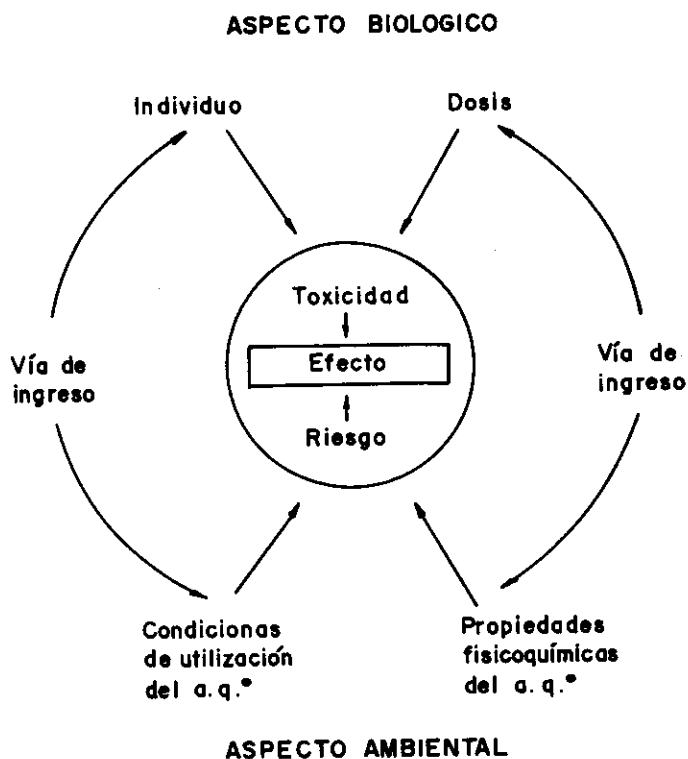 ASPECTO BIOLOGICO
Individuo
Dosis
Toxicidad
Efecto
Riesgo
Vía de
ingreso
Vía de
ingreso
Condicionas
de utilización
del a. q.*
Propiedades
fisicoquímicas
del a. q.*
ASPECTO AMBIENTAL